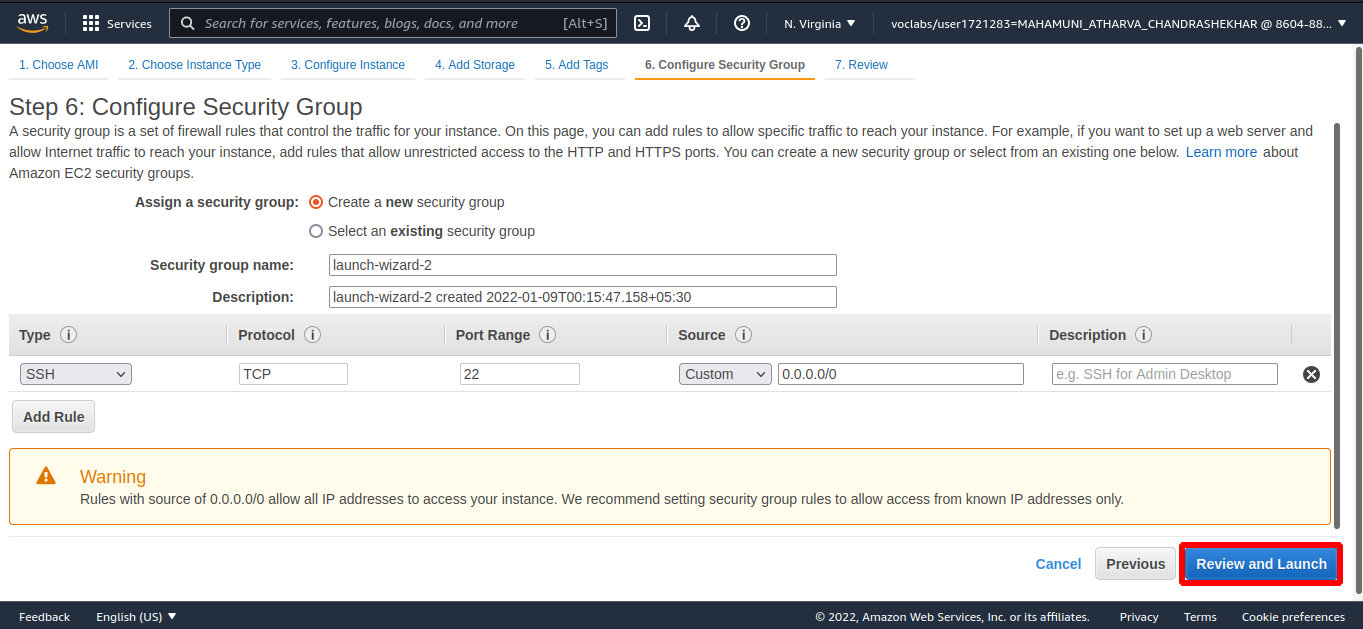 aws Services Search for services, features, blogs, docs, and more [Alt+S] N. Virginia voclabs/user1721283=MAHAMUNI_ATHARVA_CHANDRASHEKHAR @ 8604-88...
1. Choose AMI 2. Choose Instance Type 3. Configure Instance 4. Add Storage 5. Add Tags 6. Configure Security Group 7. Review
Step 6: Configure Security Group
A security group is a set of firewall rules that control the traffic for your instance. On this page, you can add rules to allow specific traffic to reach your instance. For example, if you want to set up a web server and
allow Internet traffic to reach your instance, add rules that allow unrestricted access to the HTTP and HTTPS ports. You can create a new security group or select from an existing one below. Learn more about
Amazon EC2 security groups.
Assign a security group: Create a new security group
Select an existing security group
Security group name: launch-wizard-2
Description: launch-wizard-2 created 2022-01-09T00:15:47.158+05:30
Type i Protocol i Port Range i Source i Description i
SSH TCP 22 Custom 0.0.0.0/0 e.g. SSH for Admin Desktop
Add Rule
Warning
Rules with source of 0.0.0.0/0 allow all IP addresses to access your instance. We recommend setting security group rules to allow access from known IP addresses only.
Cancel Previous Review and Launch
Feedback English (US) © 2022, Amazon Web Services, Inc. or its affiliates. Privacy Terms Cookie preferences